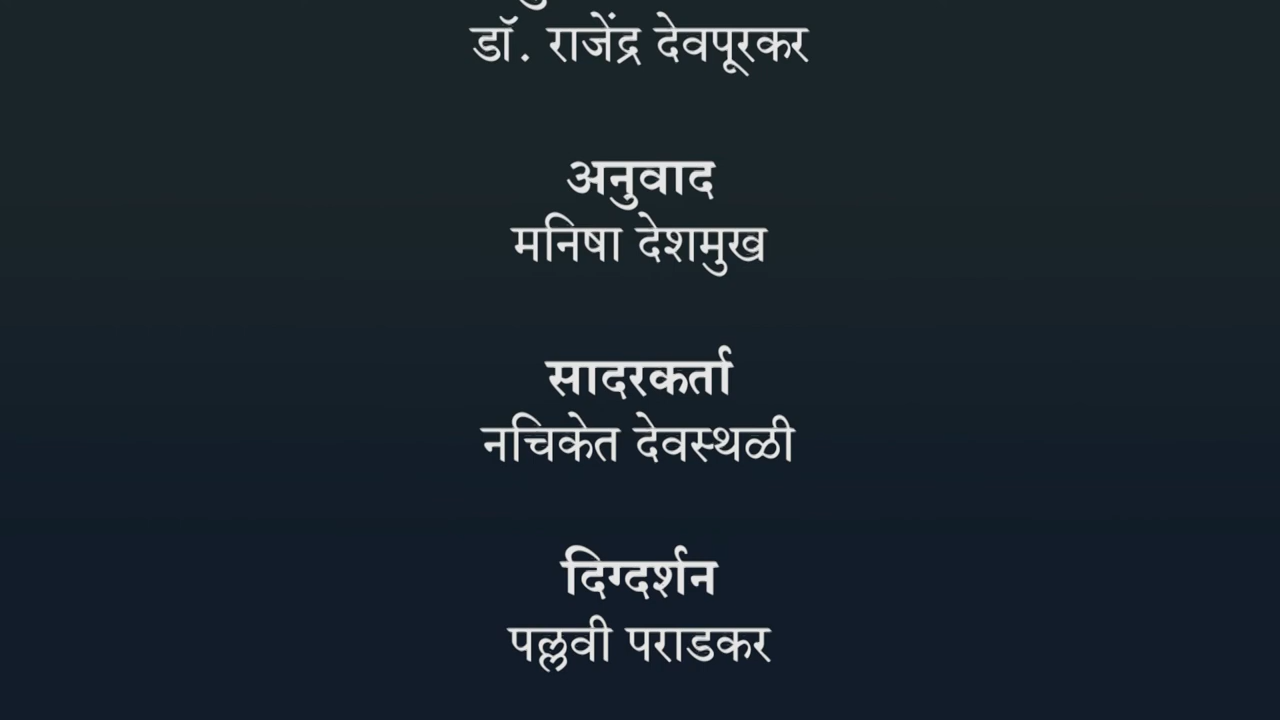 डॉ. राजेंद्र देवपूरकर
अनुवाद
मनिषा देशमुख
सादरकर्ता
नचिकेत देवस्थळी
दिग्दर्शन
पल्लवी पराडकर